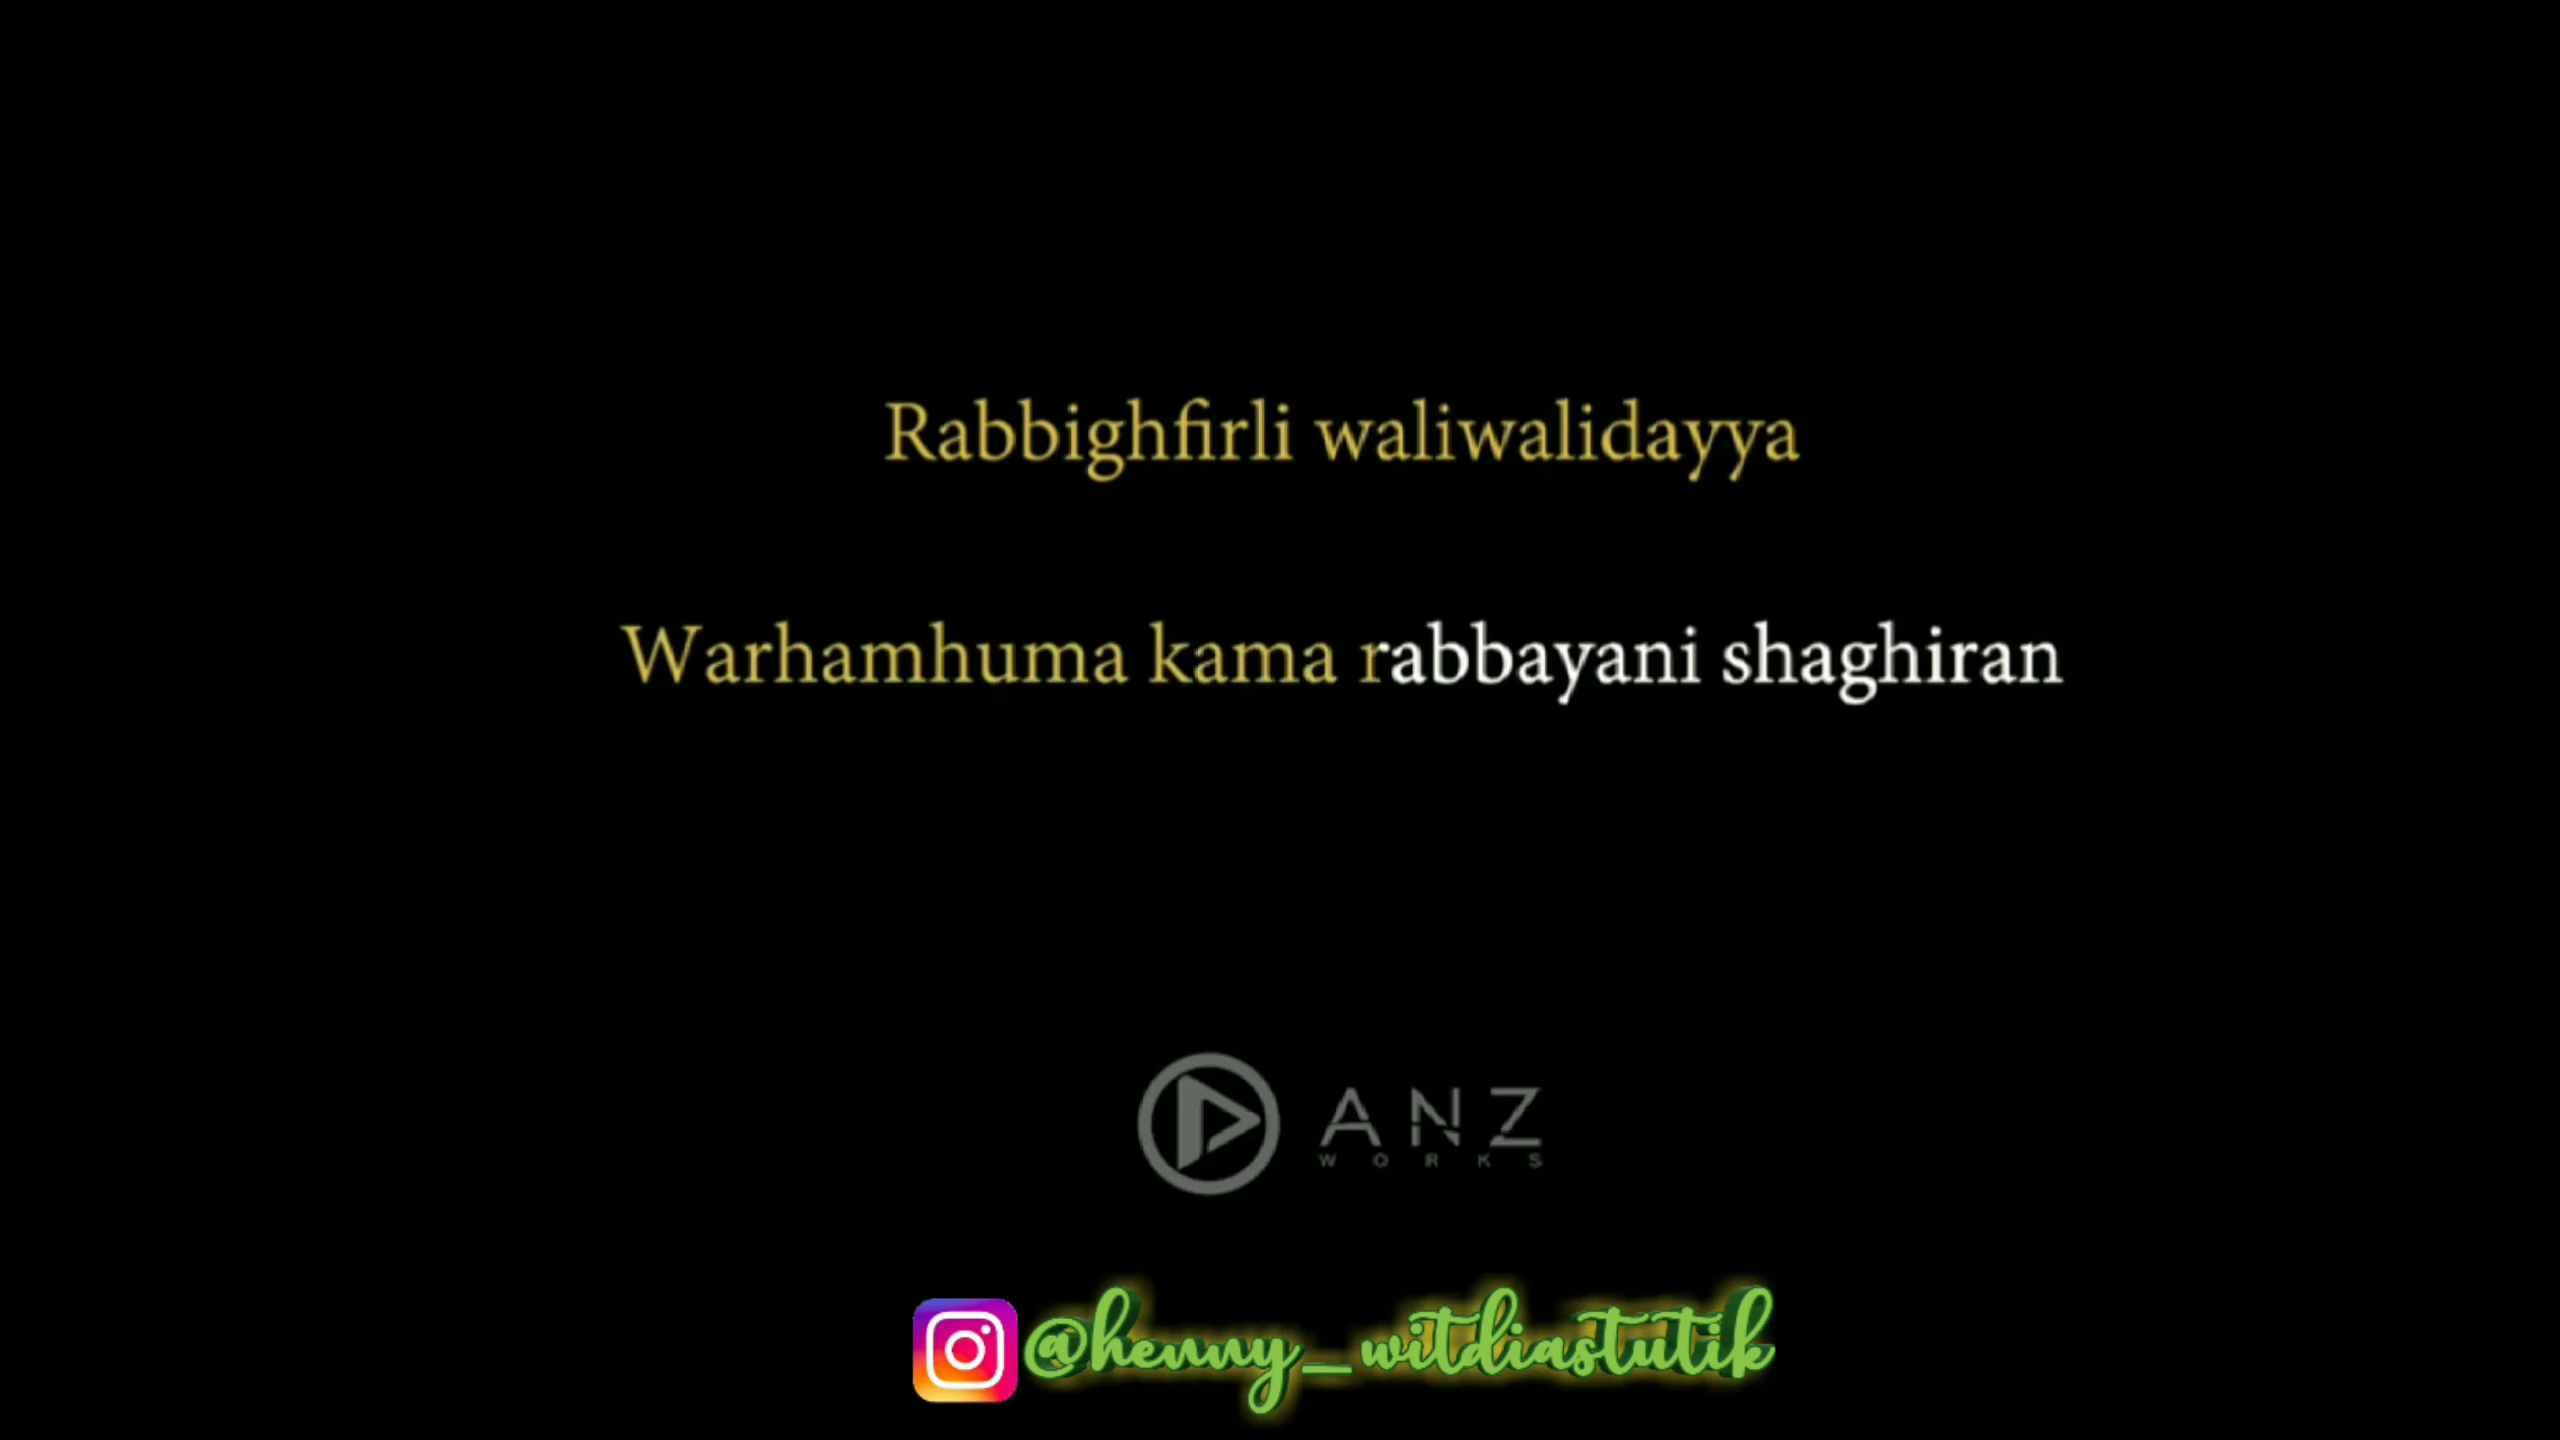 Rabbighfirli waliwalidayya
Warhamhuma kama rabbayani shaghiran
ANZ
WORKS
@henny_witdiastutik